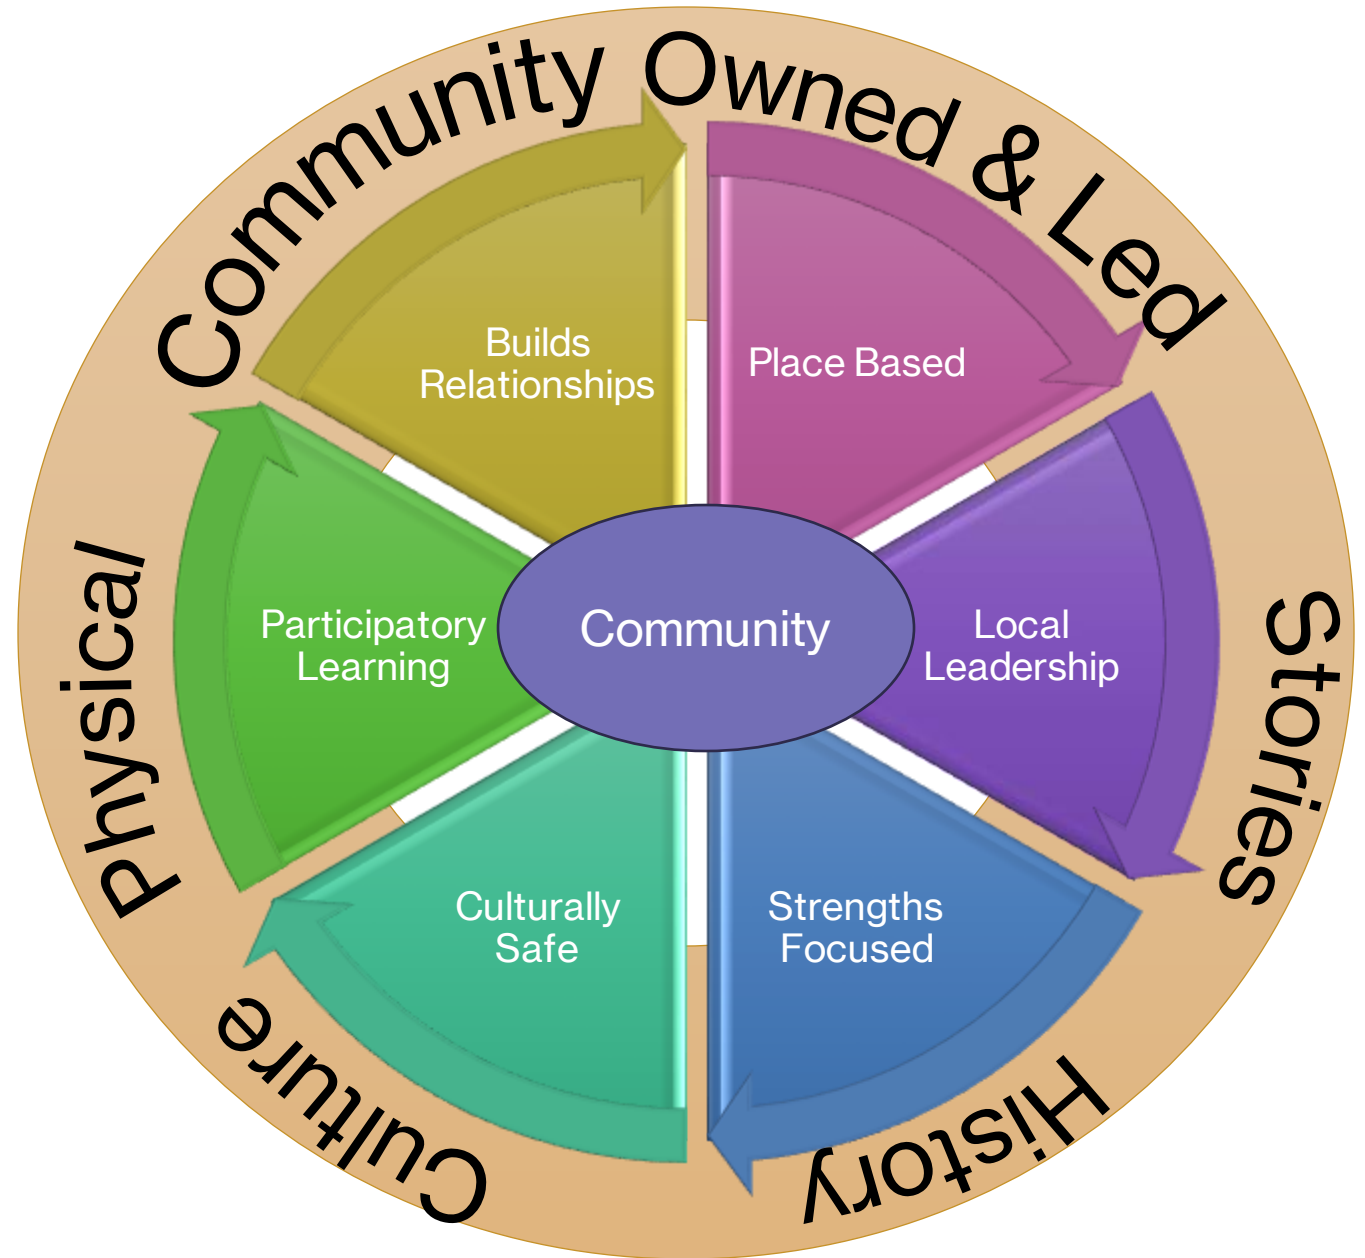 Community Owned & Led
Stories
History
Culture
Physical
Builds
Relationships
Place Based
Participatory
Learning
Community
Local
Leadership
Culturally
Safe
Strengths
Focused